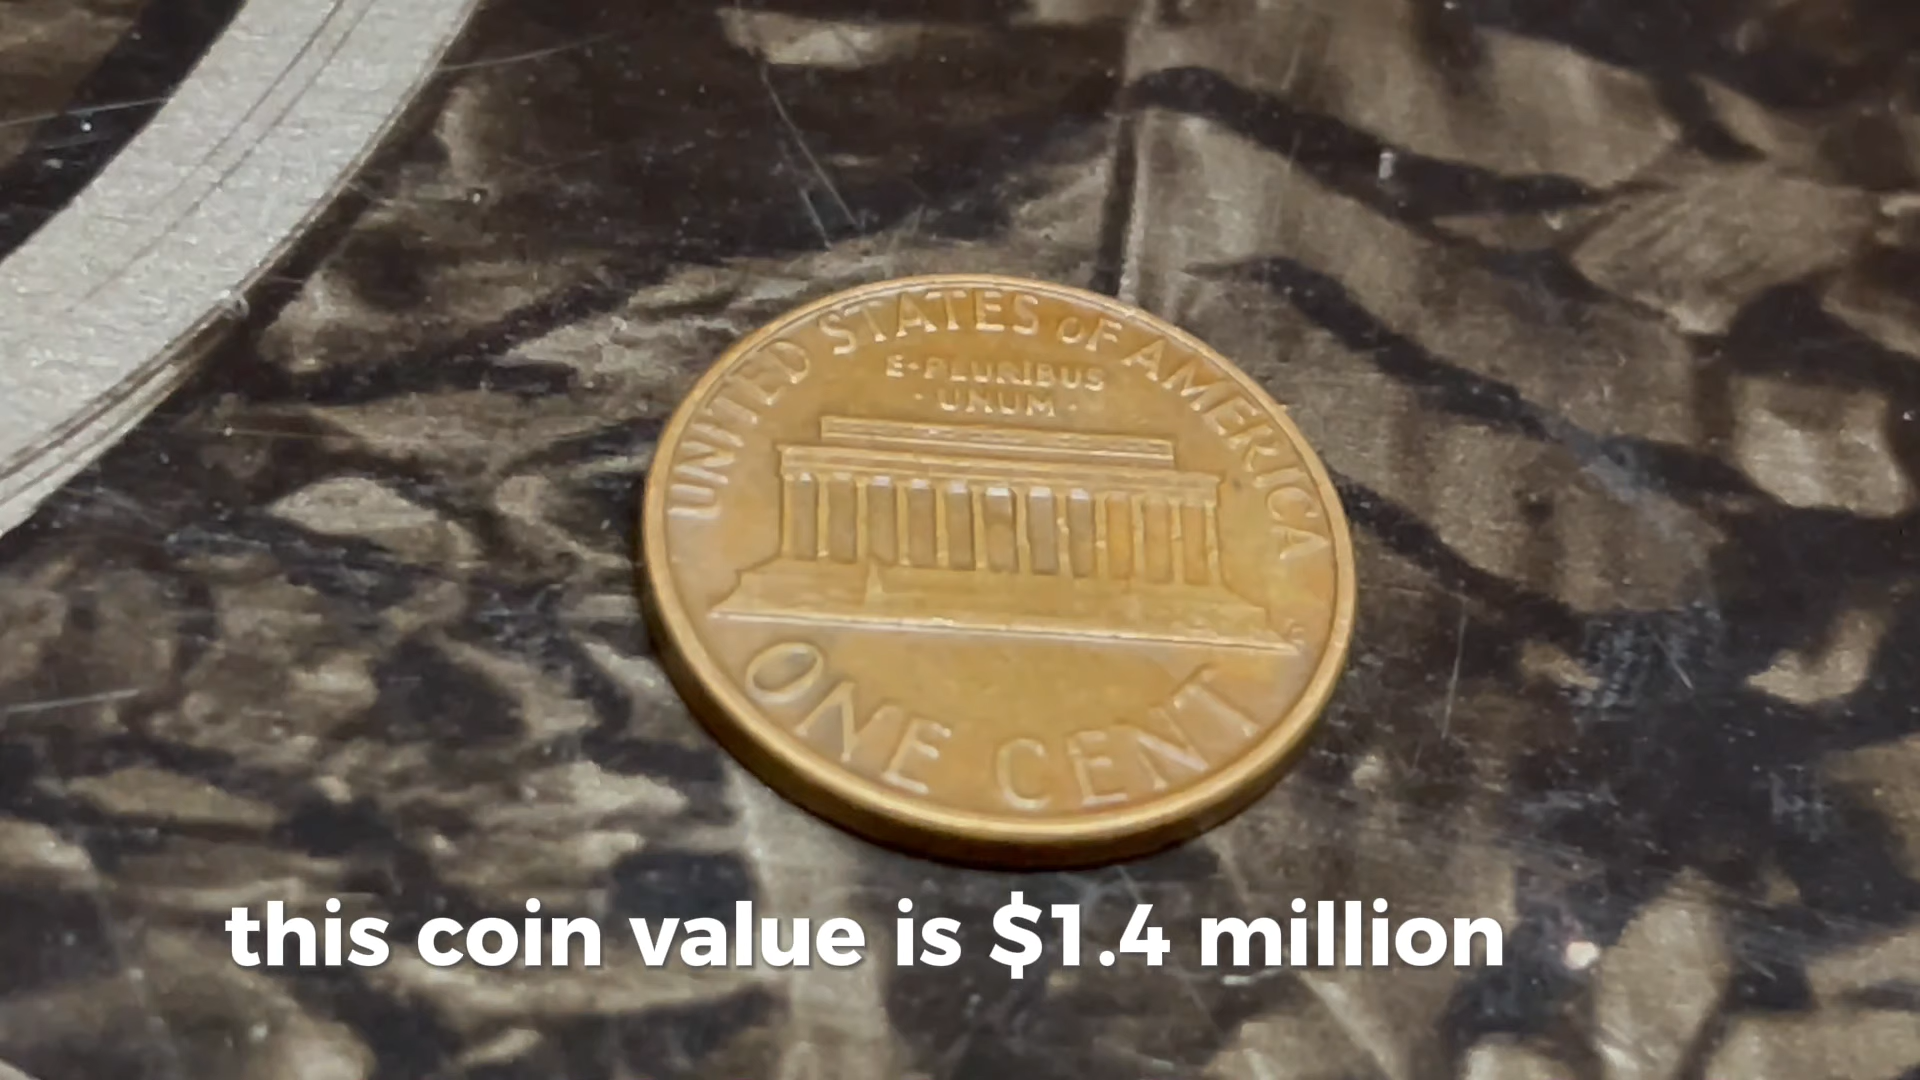 UNITED STATES OF AMERICA
E·PLURIBUS
·UNUM·
ONE CENT
this coin value is $1.4 million